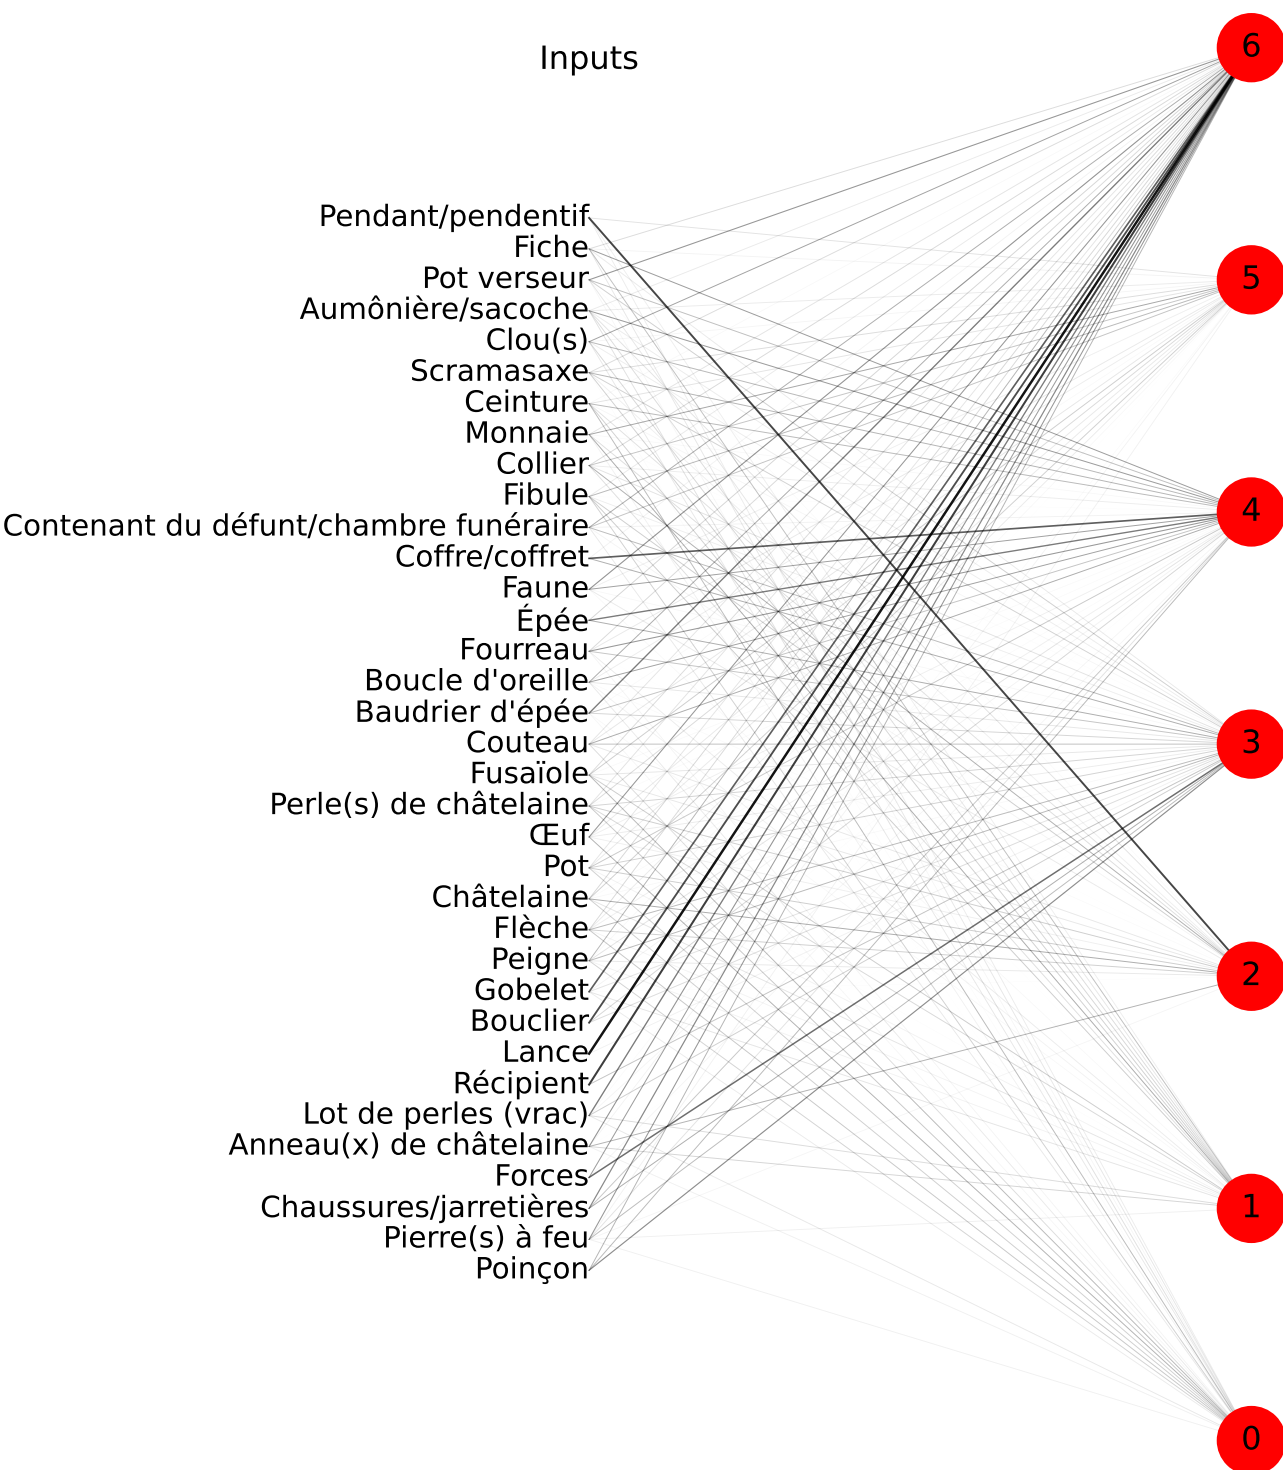 Inputs
Pendant/pendentif
Fiche
Pot verseur
Aumônière/sacoche
Clou(s)
Scramasaxe
Ceinture
Monnaie
Collier
Fibule
Contenant du défunt/chambre funéraire
Coffre/coffret
Faune
Épée
Fourreau
Boucle d'oreille
Baudrier d'épée
Couteau
Fusaïole
Perle(s) de châtelaine
Œuf
Pot
Châtelaine
Flèche
Peigne
Gobelet
Bouclier
Lance
Récipient
Lot de perles (vrac)
Anneau(x) de châtelaine
Forces
Chaussures/jarretières
Pierre(s) à feu
Poinçon
6
5
4
3
2
1
0